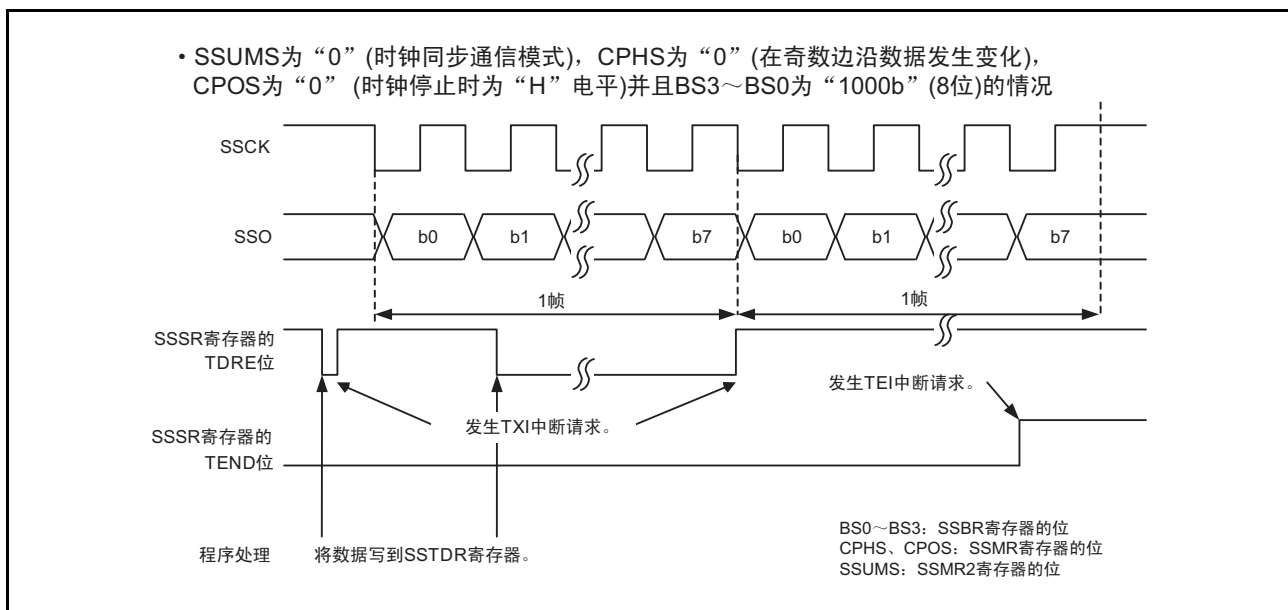 ・SSUMS为“0” (时钟同步通信模式)，CPHS为“0” (在奇数边沿数据发生变化)，
CPOS为“0” (时钟停止时为“H” 电平)并且BS3～BS0为“1000b” (8位)的情况
SSCK
SSO
b0
b1
b7
b0
b1
b7
1帧
1帧
SSSR寄存器的
TDRE位
发生TEI中断请求。
发生TXI中断请求。
SSSR寄存器的
TEND位
程序处理
将数据写到SSTDR寄存器。
BS0～BS3：SSBR寄存器的位
CPHS、CPOS：SSMR寄存器的位
SSUMS：SSMR2寄存器的位